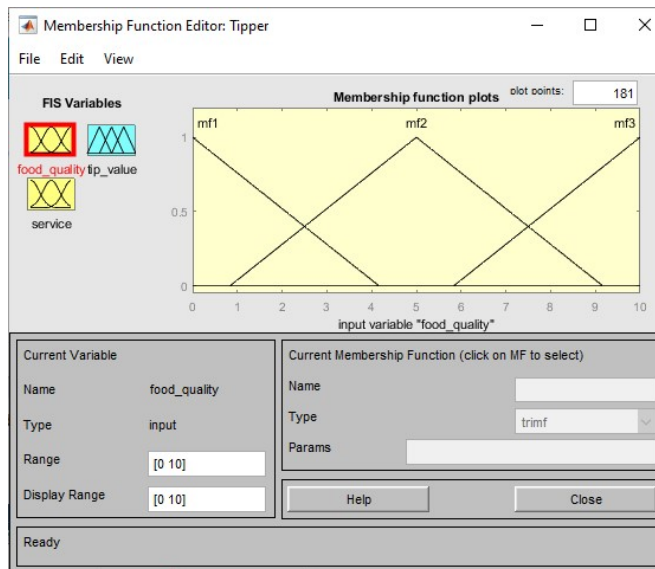 Membership Function Editor: Tipper
File Edit View
FIS Variables
food_quality tip_value
service
Membership function plots plot points: 181
mf1 mf2 mf3
1
0.5
0
0 1 2 3 4 5 6 7 8 9 10
input variable "food_quality"
Current Variable
Name food_quality
Type input
Range [0 10]
Display Range [0 10]
Current Membership Function (click on MF to select)
Name
Type trimf
Params
Help Close
Ready